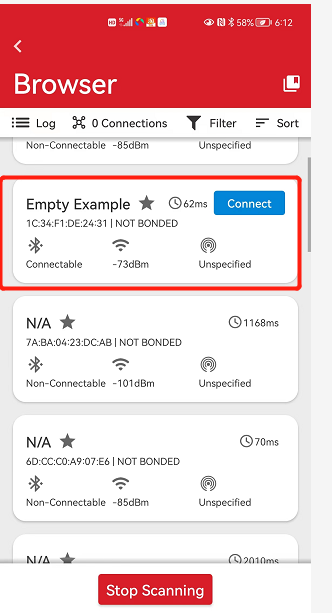 58% 6:12
Browser
Log 0 Connections Filter Sort
Non-Connectable -85dBm Unspecified
Empty Example 62ms Connect
1C:34:F1:DE:24:31 | NOT BONDED
Connectable -73dBm Unspecified
N/A 1168ms
7A:BA:04:23:DC:AB | NOT BONDED
Non-Connectable -101dBm Unspecified
N/A 70ms
6D:CC:C0:A9:07:E6 | NOT BONDED
Non-Connectable -85dBm Unspecified
N/A 2010ms
Stop Scanning